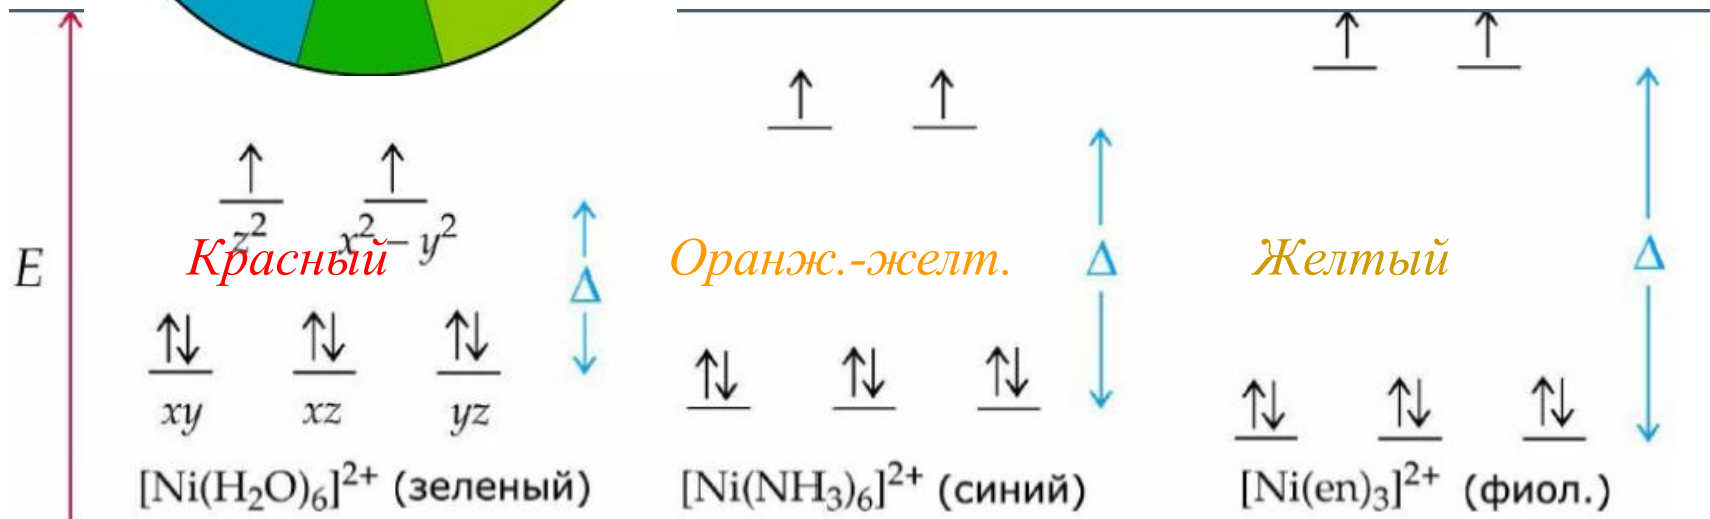 z² x² – y²
E Красный Δ Оранж.-желт. Δ Желтый Δ
xy xz yz
[Ni(H₂O)₆]²⁺ (зеленый) [Ni(NH₃)₆]²⁺ (синий) [Ni(en)₃]²⁺ (фиол.)